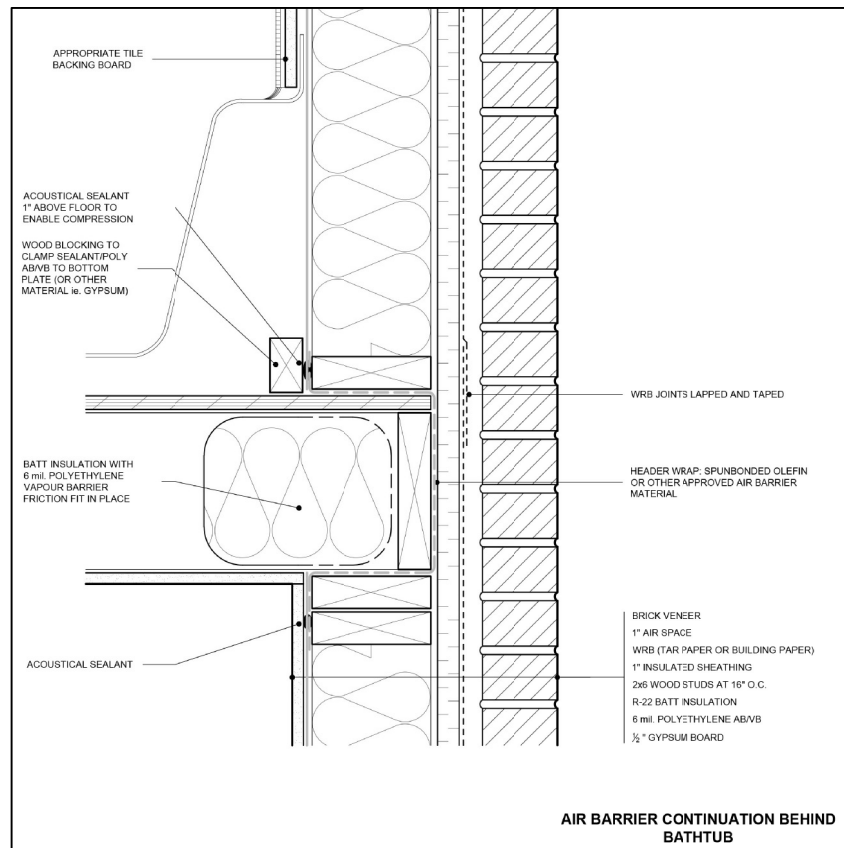 APPROPRIATE TILE
BACKING BOARD
ACOUSTICAL SEALANT
1" ABOVE FLOOR TO
ENABLE COMPRESSION
WOOD BLOCKING TO
CLAMP SEALANT/POLY
AB/VB TO BOTTOM
PLATE (OR OTHER
MATERIAL ie. GYPSUM)
WRB JOINTS LAPPED AND TAPED
BATT INSULATION WITH
6 mil. POLYETHYLENE
VAPOUR BARRIER
FRICTION FIT IN PLACE
HEADER WRAP: SPUNBONDED OLEFIN
OR OTHER APPROVED AIR BARRIER
MATERIAL
ACOUSTICAL SEALANT
BRICK VENEER
1" AIR SPACE
WRB (TAR PAPER OR BUILDING PAPER)
1" INSULATED SHEATHING
2x6 WOOD STUDS AT 16" O.C.
R-22 BATT INSULATION
6 mil. POLYETHYLENE AB/VB
½ " GYPSUM BOARD
AIR BARRIER CONTINUATION BEHIND
BATHTUB